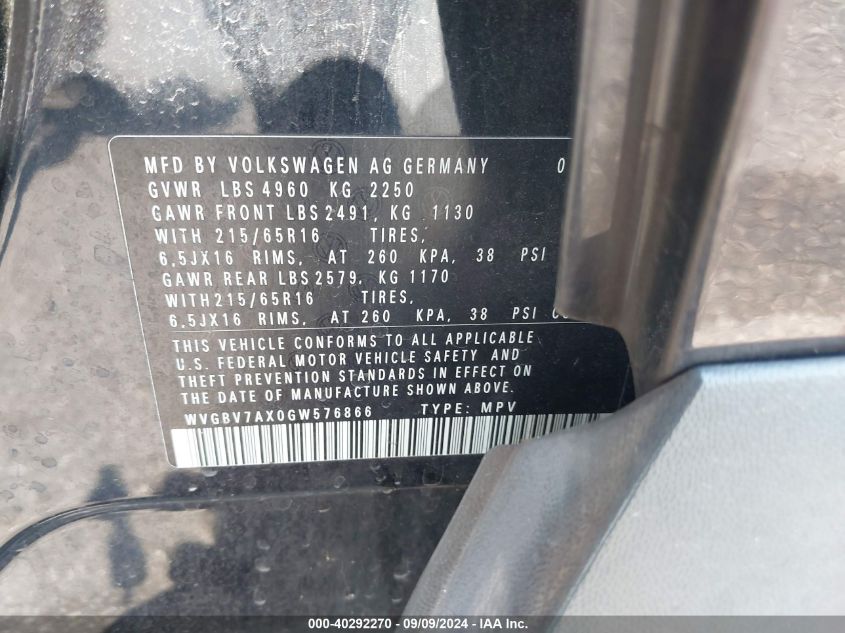 MFD BY VOLKSWAGEN AG GERMANY 0
GVWR LBS 4960 KG 2250
GAWR FRONT LBS 2491, KG 1130
WITH 215/65R16 TIRES,
6,5JX16 RIMS, AT 260 KPA, 38 PSI
GAWR REAR LBS 2579, KG 1170
WITH 215/65R16 TIRES,
6,5JX16 RIMS, AT 260 KPA, 38 PSI
THIS VEHICLE CONFORMS TO ALL APPLICABLE
U.S. FEDERAL MOTOR VEHICLE SAFETY AND
THEFT PREVENTION STANDARDS IN EFFECT ON
THE DATE OF MANUFACTURE SHOWN ABOVE.
WVGBV7AX0GW576866 TYPE: MPV
000-40292270 - 09/09/2024 - IAA Inc.